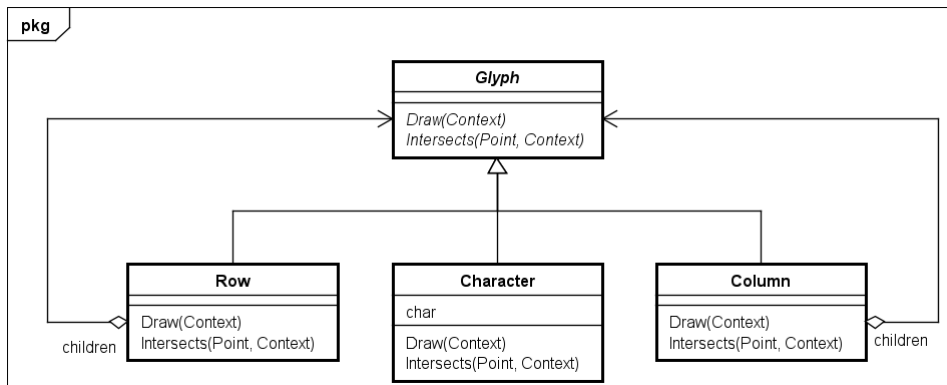 pkg
Glyph
Draw(Context)
Intersects(Point, Context)
Row
Draw(Context)
Intersects(Point, Context)
children
Character
char
Draw(Context)
Intersects(Point, Context)
Column
Draw(Context)
Intersects(Point, Context)
children